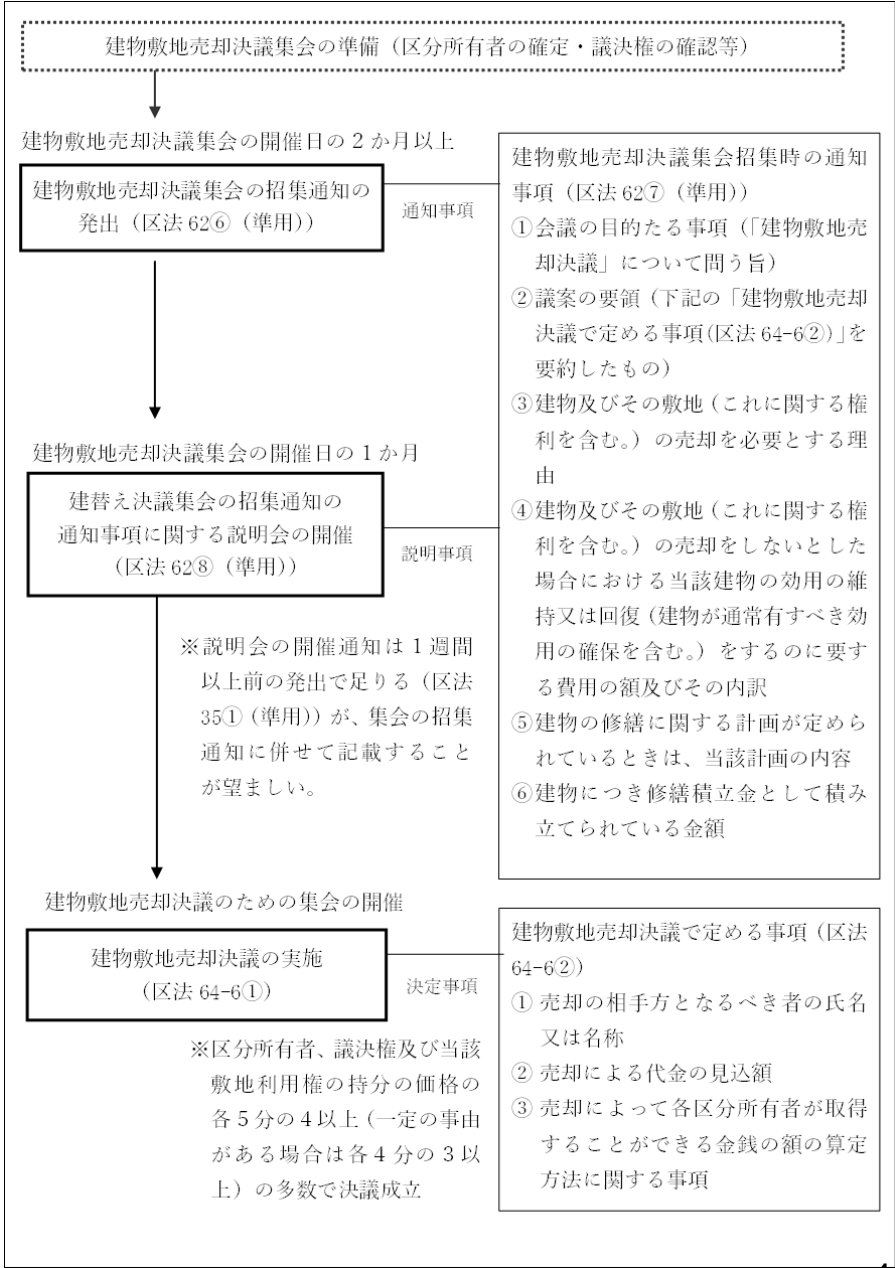 建物敷地売却決議集会の準備（区分所有者の確定・議決権の確認等）
建物敷地売却決議集会の開催日の２か月以上
建物敷地売却決議集会の招集通知の
発出（区法 62⑥（準用））
通知事項
建物敷地売却決議集会招集時の通知
事項（区法 62⑦（準用））
①会議の目的たる事項（「建物敷地売
却決議」について問う旨）
②議案の要領（下記の「建物敷地売却
決議で定める事項(区法 64-6②)」を
要約したもの）
③建物及びその敷地（これに関する権
利を含む。）の売却を必要とする理
由
④建物及びその敷地（これに関する権
利を含む。）の売却をしないとした
場合における当該建物の効用の維
持又は回復（建物が通常有すべき効
用の確保を含む。）をするのに要す
る費用の額及びその内訳
⑤建物の修繕に関する計画が定めら
れているときは、当該計画の内容
⑥建物につき修繕積立金として積み
立てられている金額
建物敷地売却決議集会の開催日の１か月
建替え決議集会の招集通知の
通知事項に関する説明会の開催
（区法 62⑧（準用））
説明事項
※説明会の開催通知は１週間
以上前の発出で足りる（区法
35①（準用））が、集会の招集
通知に併せて記載すること
が望ましい。
建物敷地売却決議のための集会の開催
建物敷地売却決議の実施
（区法 64-6①）
決定事項
※区分所有者、議決権及び当該
敷地利用権の持分の価格の
各５分の４以上（一定の事由
がある場合は各４分の３以
上）の多数で決議成立
建物敷地売却決議で定める事項（区法
64-6②）
① 売却の相手方となるべき者の氏名
又は名称
② 売却による代金の見込額
③ 売却によって各区分所有者が取得
することができる金銭の額の算定
方法に関する事項